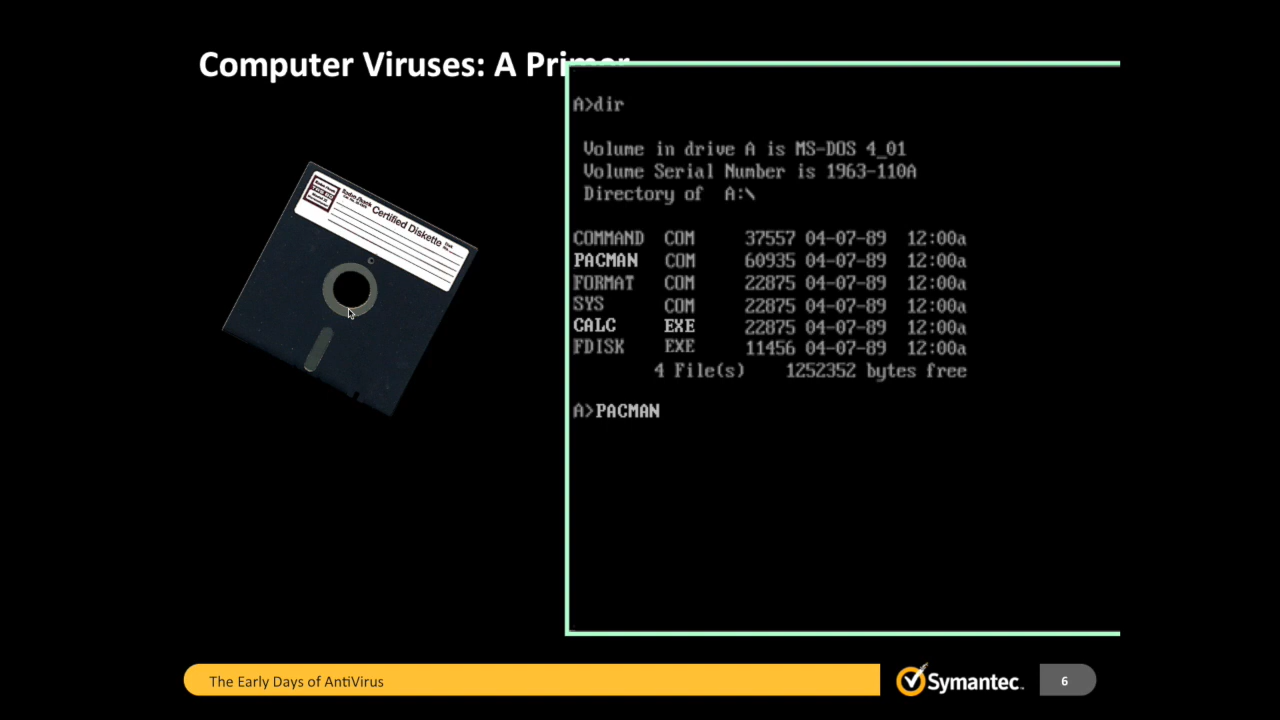 Computer Viruses: A Primer
Certified Diskette
A>dir
Volume in drive A is MS-DOS 4_01
Volume Serial Number is 1963-110A
Directory of A:\
COMMAND COM 37557 04-07-89 12:00a
PACMAN COM 60935 04-07-89 12:00a
FORMAT COM 22875 04-07-89 12:00a
SYS COM 22875 04-07-89 12:00a
CALC EXE 22875 04-07-89 12:00a
FDISK EXE 11456 04-07-89 12:00a
4 File(s) 1252352 bytes free
A>PACMAN
The Early Days of AntiVirus
Symantec.
6